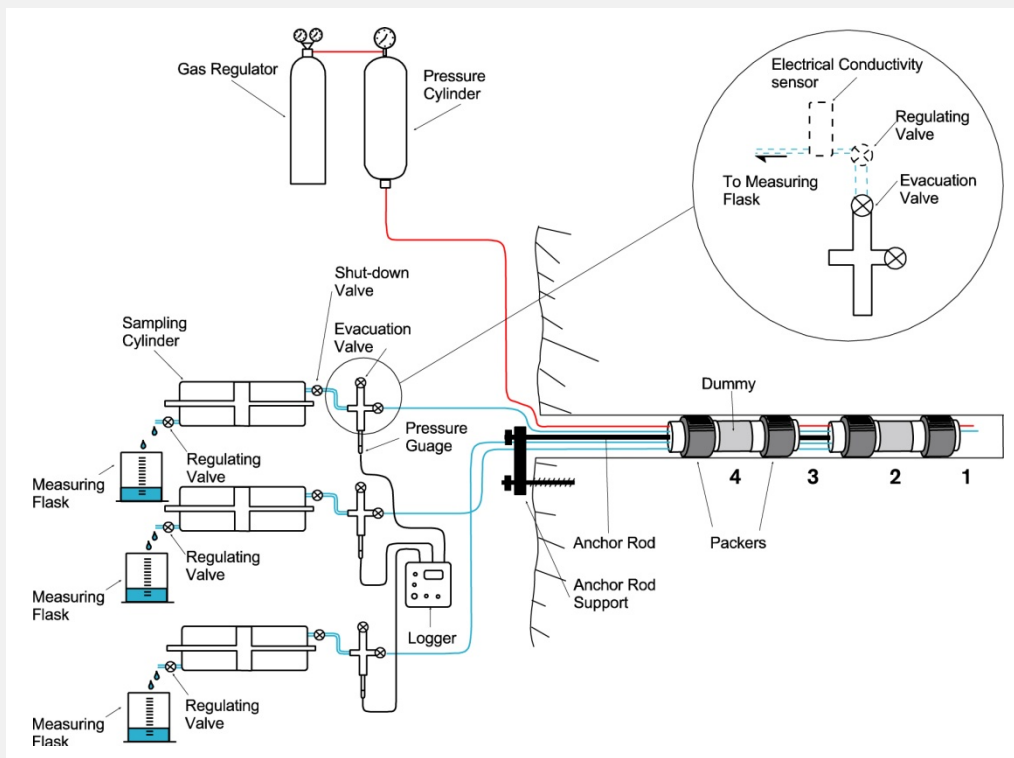 Gas Regulator
Pressure
Cylinder
Electrical Conductivity
sensor
Regulating
Valve
To Measuring
Flask
Evacuation
Valve
Shut-down
Valve
Sampling
Cylinder
Evacuation
Valve
Dummy
Pressure
Guage
Regulating
Valve
Measuring
Flask
4
3
2
1
Anchor Rod
Packers
Regulating
Valve
Anchor Rod
Support
Measuring
Flask
Logger
Regulating
Valve
Measuring
Flask